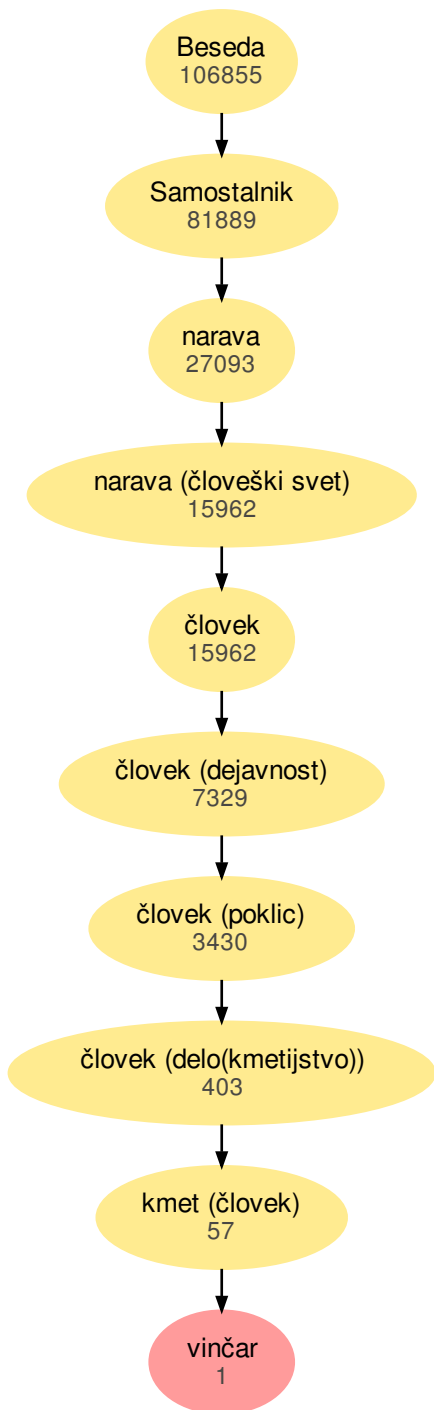 Beseda
106855
Samostalnik
81889
narava
27093
narava (človeški svet)
15962
človek
15962
človek (dejavnost)
7329
človek (poklic)
3430
človek (delo(kmetijstvo))
403
kmet (človek)
57
vinčar
1